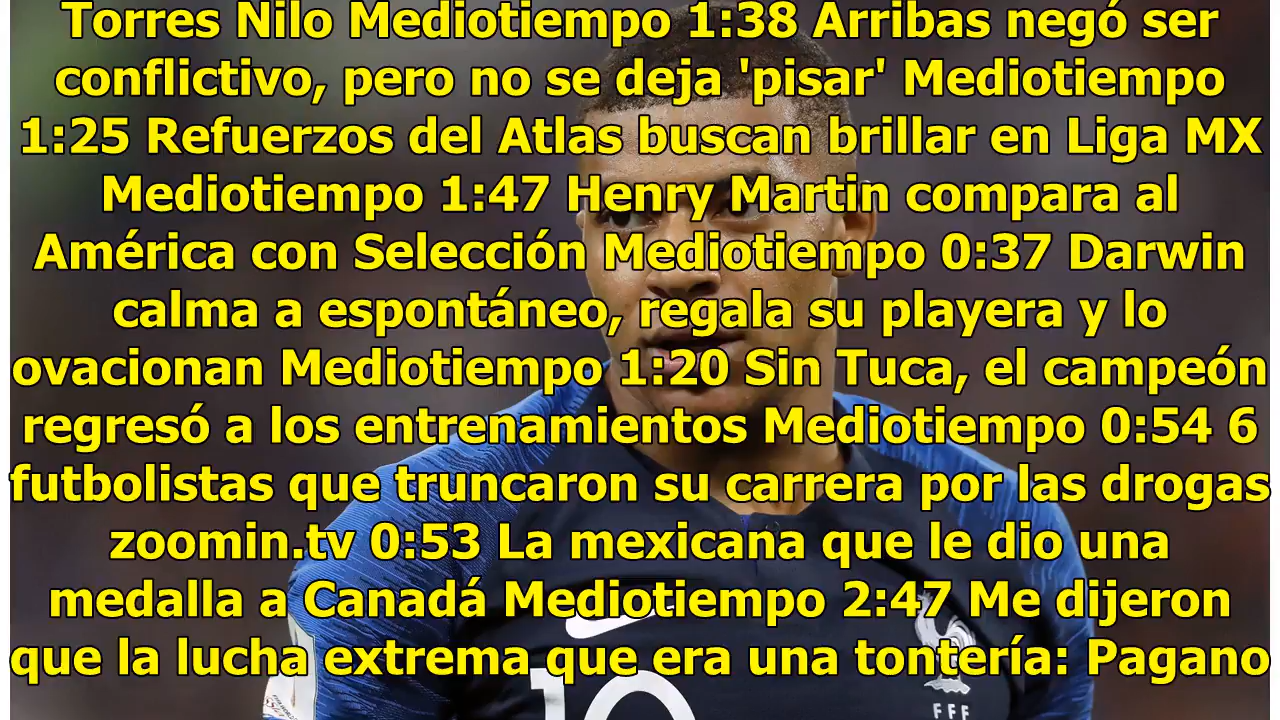 Torres Nilo Mediotiempo 1:38 Arribas negó ser
conflictivo, pero no se deja 'pisar' Mediotiempo
1:25 Refuerzos del Atlas buscan brillar en Liga MX
Mediotiempo 1:47 Henry Martin compara al
América con Selección Mediotiempo 0:37 Darwin
calma a espontáneo, regala su playera y lo
ovacionan Mediotiempo 1:20 Sin Tuca, el campeón
regresó a los entrenamientos Mediotiempo 0:54 6
futbolistas que truncaron su carrera por las drogas
zoomin.tv 0:53 La mexicana que le dio una
medalla a Canadá Mediotiempo 2:47 Me dijeron
que la lucha extrema que era una tontería: Pagano
10
FFF